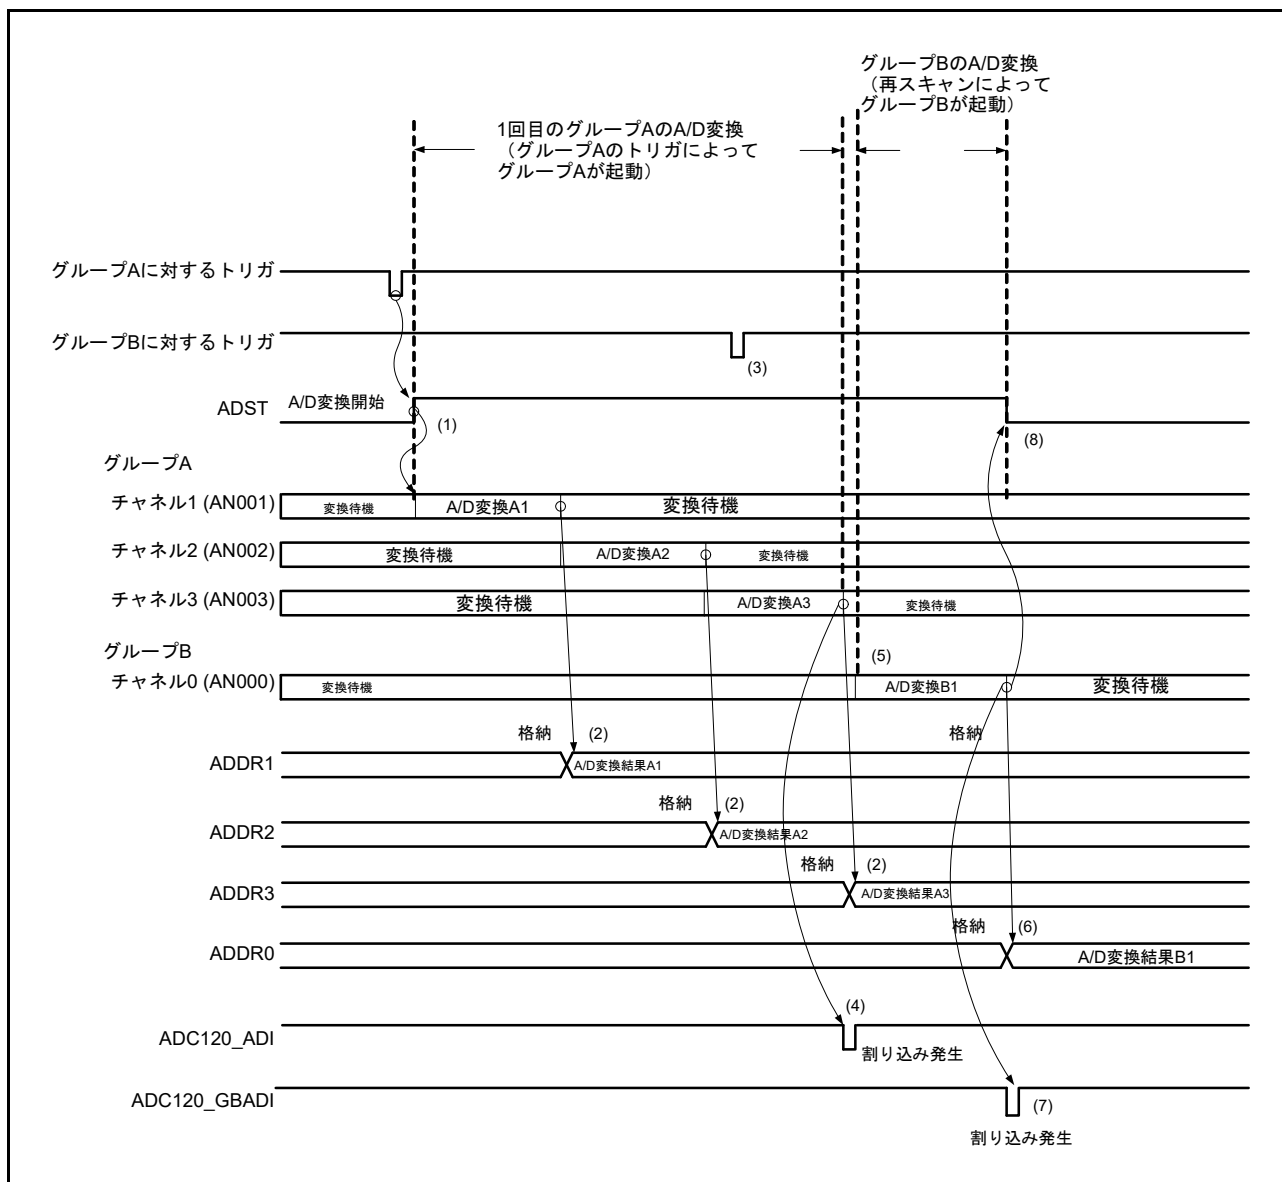 グループBのA/D変換
（再スキャンによって
グループBが起動）
1回目のグループAのA/D変換
（グループAのトリガによって
グループAが起動）
グループAに対するトリガ
グループBに対するトリガ
(3)
ADST
A/D変換開始
(1)
(8)
グループA
チャネル1 (AN001)
変換待機
A/D変換A1
変換待機
チャネル2 (AN002)
変換待機
A/D変換A2
変換待機
チャネル3 (AN003)
変換待機
A/D変換A3
変換待機
グループB
(5)
チャネル0 (AN000)
変換待機
A/D変換B1
変換待機
格納
(2)
格納
ADDR1
A/D変換結果A1
格納
(2)
ADDR2
A/D変換結果A2
格納
(2)
ADDR3
A/D変換結果A3
格納
(6)
ADDR0
A/D変換結果B1
(4)
ADC120_ADI
割り込み発生
ADC120_GBADI
(7)
割り込み発生